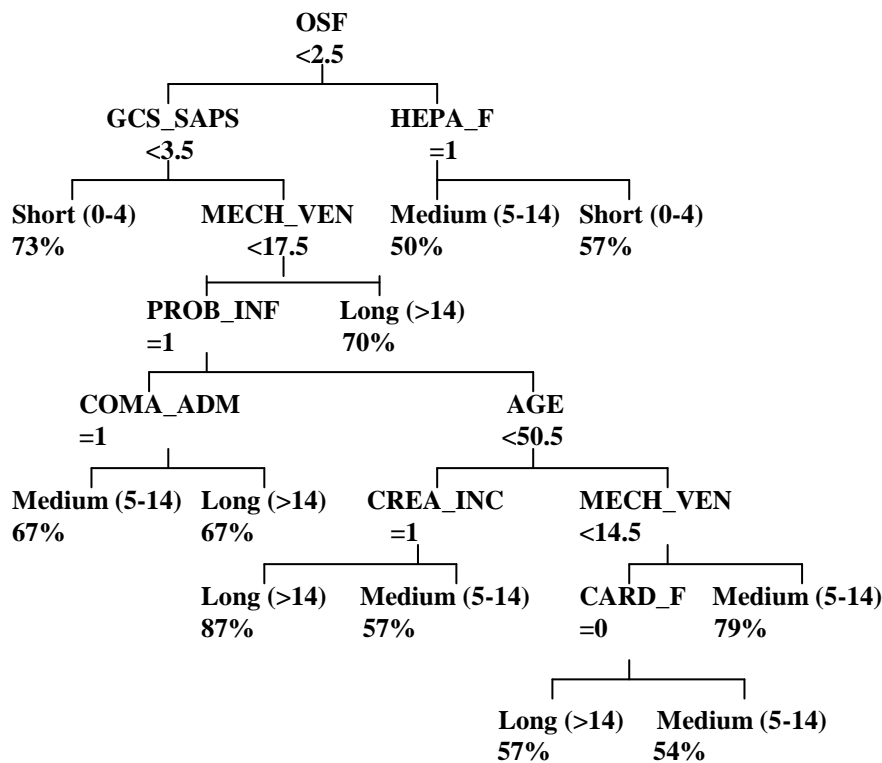 OSF
<2.5
GCS_SAPS HEPA_F
<3.5 =1
Short (0-4) MECH_VEN Medium (5-14) Short (0-4)
73% <17.5 50% 57%
PROB_INF Long (>14)
=1 70%
COMA_ADM AGE
=1 <50.5
Medium (5-14) Long (>14) CREA_INC MECH_VEN
67% 67% =1 <14.5
Long (>14) Medium (5-14) CARD_F Medium (5-14)
87% 57% =0 79%
Long (>14) Medium (5-14)
57% 54%